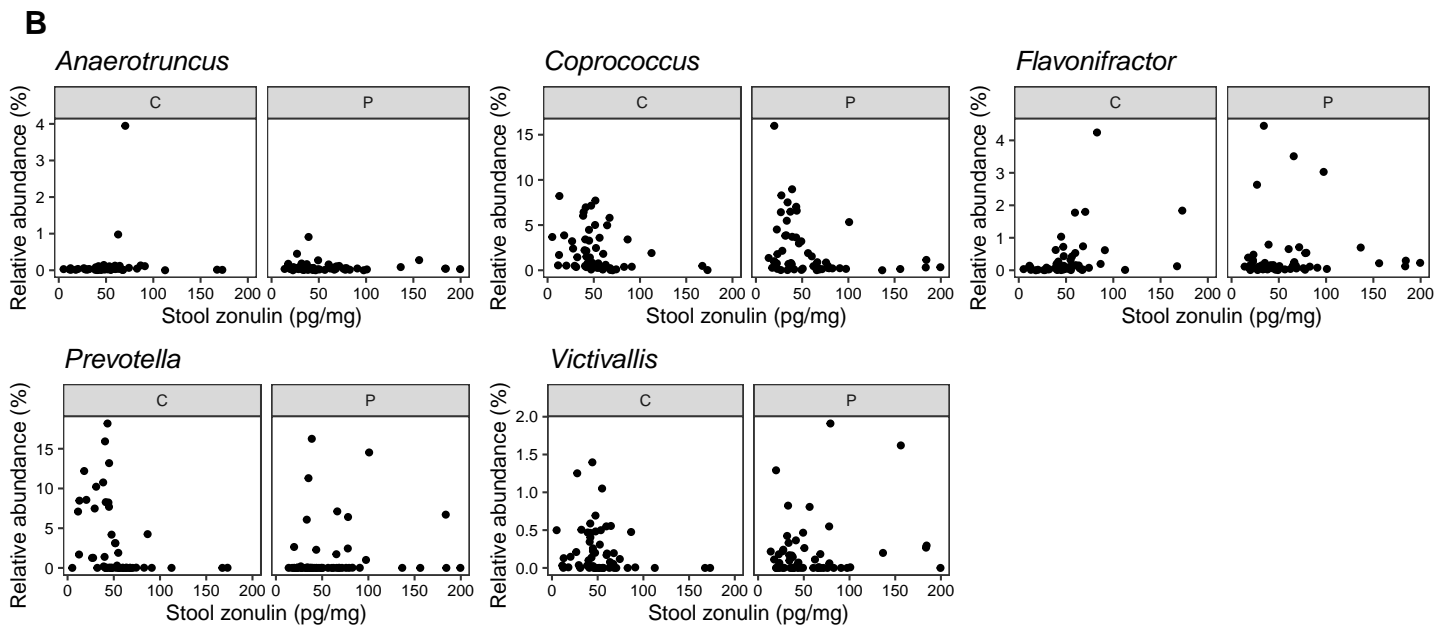 B
Anaerotruncus
Relative abundance (%)
C
P
4
3
2
1
0
0 50 100 150 200
0 50 100 150 200
Stool zonulin (pg/mg)
Coprococcus
Relative abundance (%)
C
P
15
10
5
0
0 50 100 150 200
0 50 100 150 200
Stool zonulin (pg/mg)
Flavonifractor
Relative abundance (%)
C
P
4
3
2
1
0
0 50 100 150 200
0 50 100 150 200
Stool zonulin (pg/mg)
Prevotella
Relative abundance (%)
C
P
15
10
5
0
0 50 100 150 200
0 50 100 150 200
Stool zonulin (pg/mg)
Victivallis
Relative abundance (%)
C
P
2.0
1.5
1.0
0.5
0.0
0 50 100 150 200
0 50 100 150 200
Stool zonulin (pg/mg)